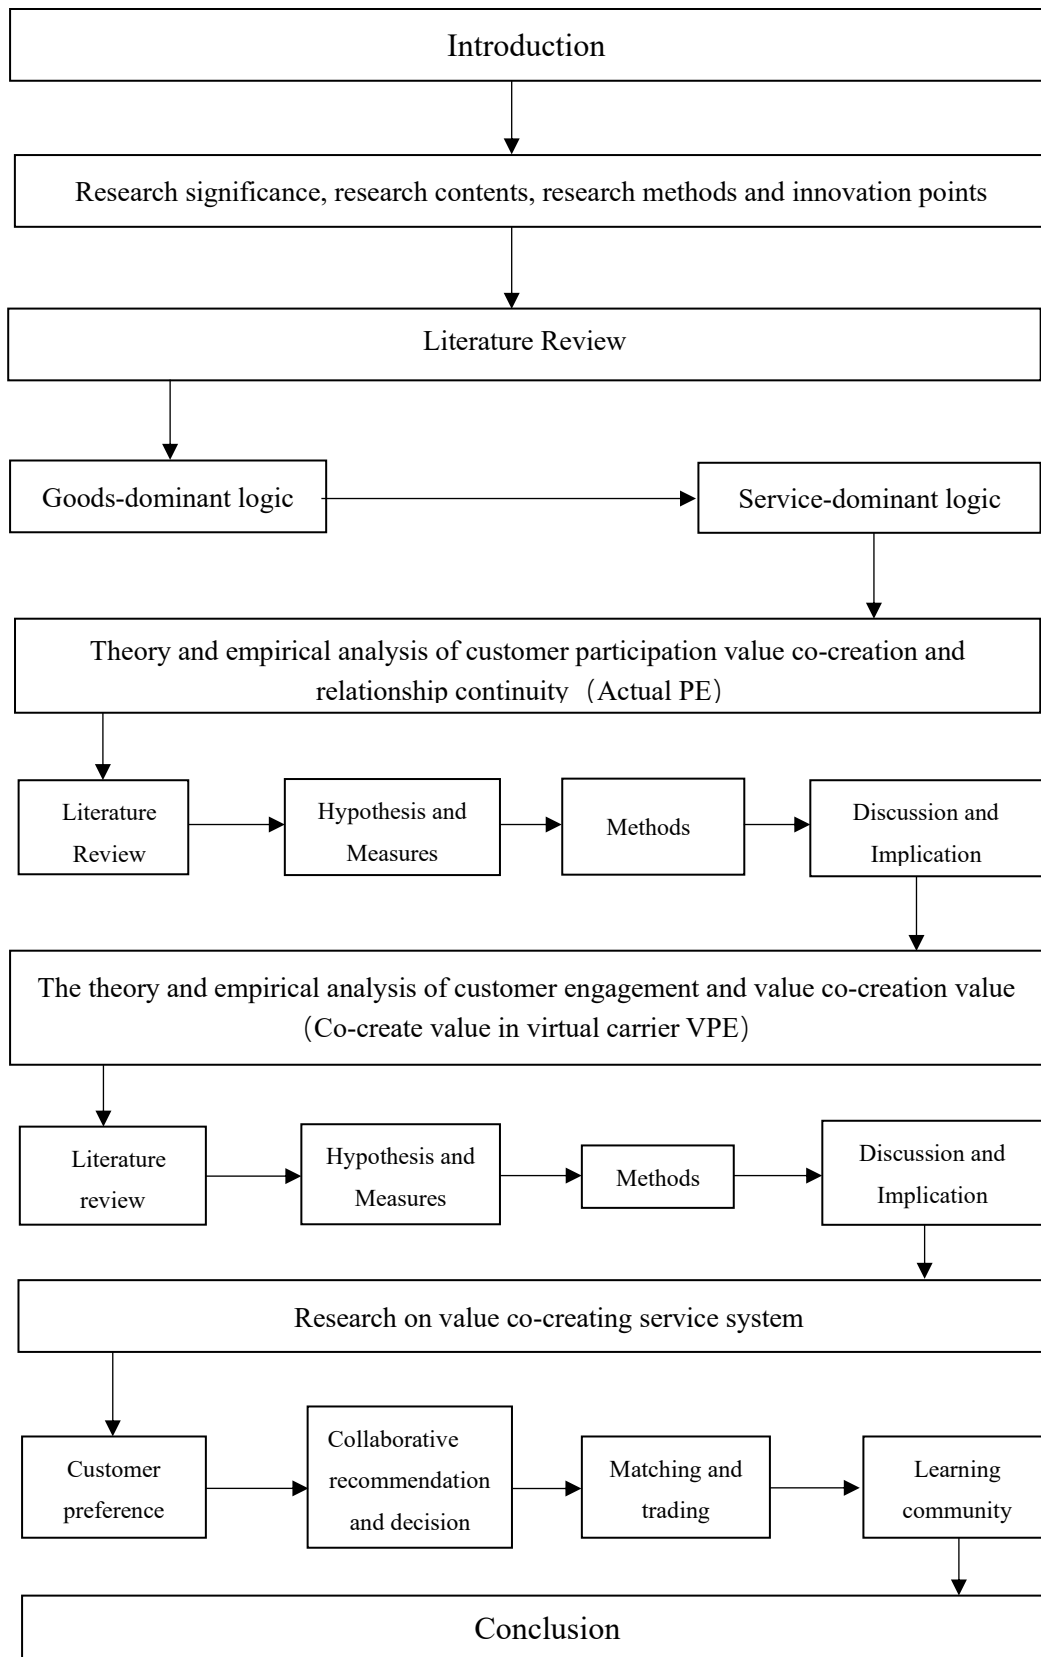 Introduction
Research significance, research contents, research methods and innovation points
Literature Review
Goods-dominant logic
Service-dominant logic
Theory and empirical analysis of customer participation value co-creation and
relationship continuity（Actual PE）
Literature
Review
Hypothesis and
Measures
Methods
Discussion and
Implication
The theory and empirical analysis of customer engagement and value co-creation value
（Co-create value in virtual carrier VPE）
Literature
review
Hypothesis and
Measures
Methods
Discussion and
Implication
Research on value co-creating service system
Customer
preference
Collaborative
recommendation
and decision
Matching and
trading
Learning
community
Conclusion